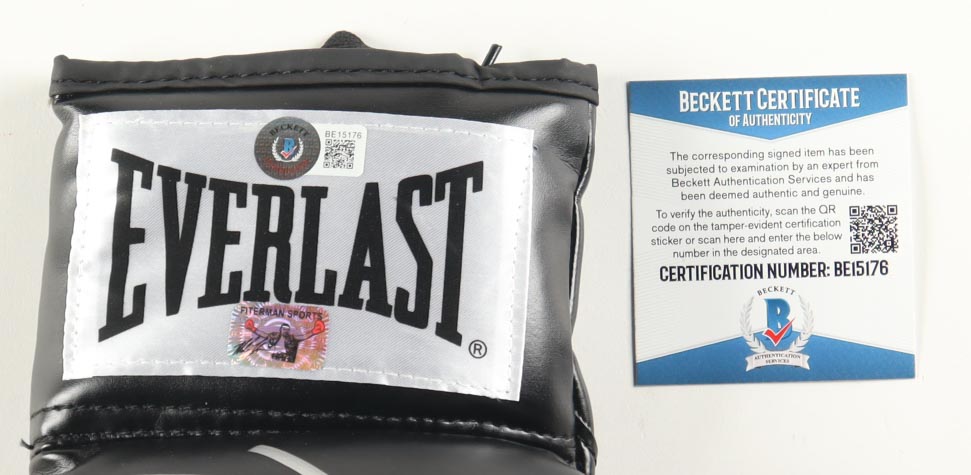 BECKETT
BE15176
EVERLAST
®
FITERMAN SPORTS
BECKETT CERTIFICATE
OF AUTHENTICITY
The corresponding signed item has been
subjected to examination by an expert from
Beckett Authentication Services and has
been deemed authentic and genuine.
To verify the authenticity, scan the QR
code on the tamper-evident certification
sticker or scan here and enter the below
number in the designated area.
CERTIFICATION NUMBER: BE15176
BECKETT
B
AUTHENTICATION
SERVICES